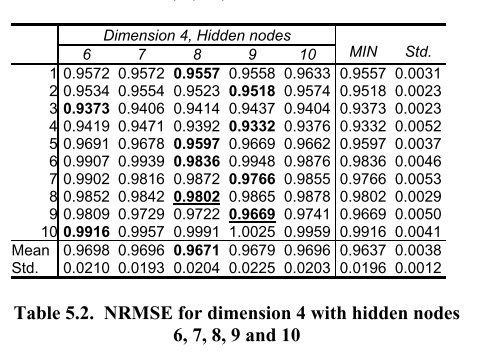 Dimension 4, Hidden nodes
6 7 8 9 10 MIN Std.
1 0.9572 0.9572 0.9557 0.9558 0.9633 0.9557 0.0031
2 0.9534 0.9554 0.9523 0.9518 0.9574 0.9518 0.0023
3 0.9373 0.9406 0.9414 0.9437 0.9404 0.9373 0.0023
4 0.9419 0.9471 0.9392 0.9332 0.9376 0.9332 0.0052
5 0.9691 0.9678 0.9597 0.9669 0.9662 0.9597 0.0037
6 0.9907 0.9939 0.9836 0.9948 0.9876 0.9836 0.0046
7 0.9902 0.9816 0.9872 0.9766 0.9855 0.9766 0.0053
8 0.9852 0.9842 0.9802 0.9865 0.9878 0.9802 0.0029
9 0.9809 0.9729 0.9722 0.9669 0.9741 0.9669 0.0050
10 0.9916 0.9957 0.9991 1.0025 0.9959 0.9916 0.0041
Mean 0.9698 0.9696 0.9671 0.9679 0.9696 0.9637 0.0038
Std. 0.0210 0.0193 0.0204 0.0225 0.0203 0.0196 0.0012
Table 5.2. NRMSE for dimension 4 with hidden nodes
6, 7, 8, 9 and 10